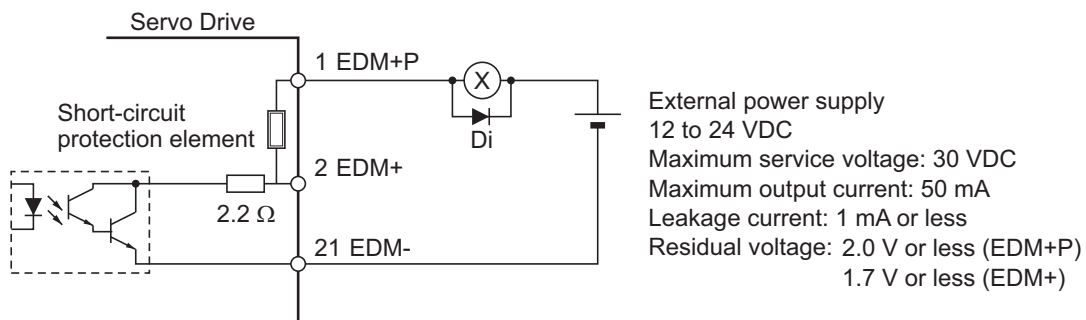 Servo Drive
1 EDM+P
X
Di
Short-circuit
protection element
2 EDM+
2.2 Ω
21 EDM-
External power supply
12 to 24 VDC
Maximum service voltage: 30 VDC
Maximum output current: 50 mA
Leakage current: 1 mA or less
Residual voltage: 2.0 V or less (EDM+P)
1.7 V or less (EDM+)